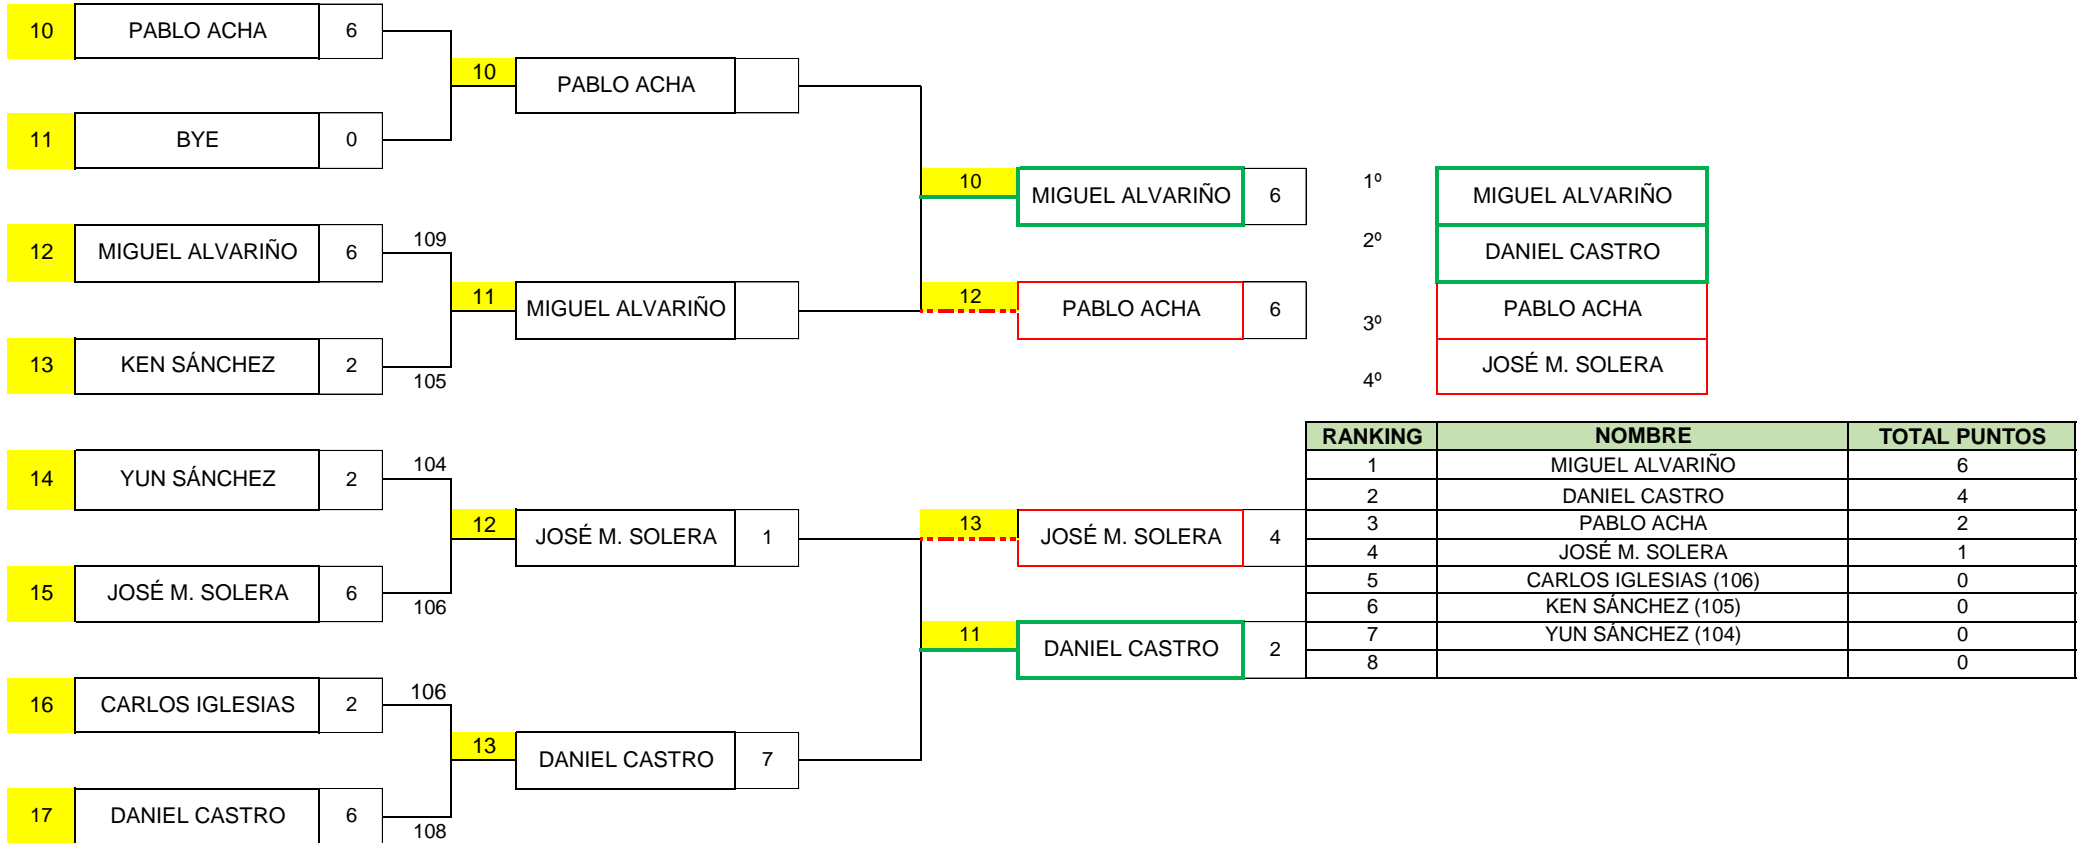 10 PABLO ACHA 6
10 PABLO ACHA
11 BYE 0
10 MIGUEL ALVARIÑO 6 1º MIGUEL ALVARIÑO
12 MIGUEL ALVARIÑO 6 109 2º DANIEL CASTRO
11 MIGUEL ALVARIÑO 12 PABLO ACHA 6 3º PABLO ACHA
13 KEN SÁNCHEZ 2 105 4º JOSÉ M. SOLERA
RANKING NOMBRE TOTAL PUNTOS
1 MIGUEL ALVARIÑO 6
2 DANIEL CASTRO 4
3 PABLO ACHA 2
4 JOSÉ M. SOLERA 1
5 CARLOS IGLESIAS (106) 0
6 KEN SÁNCHEZ (105) 0
7 YUN SÁNCHEZ (104) 0
8 0
14 YUN SÁNCHEZ 2 104
12 JOSÉ M. SOLERA 1 13 JOSÉ M. SOLERA 4
15 JOSÉ M. SOLERA 6 106
11 DANIEL CASTRO 2
16 CARLOS IGLESIAS 2 106
13 DANIEL CASTRO 7
17 DANIEL CASTRO 6 108